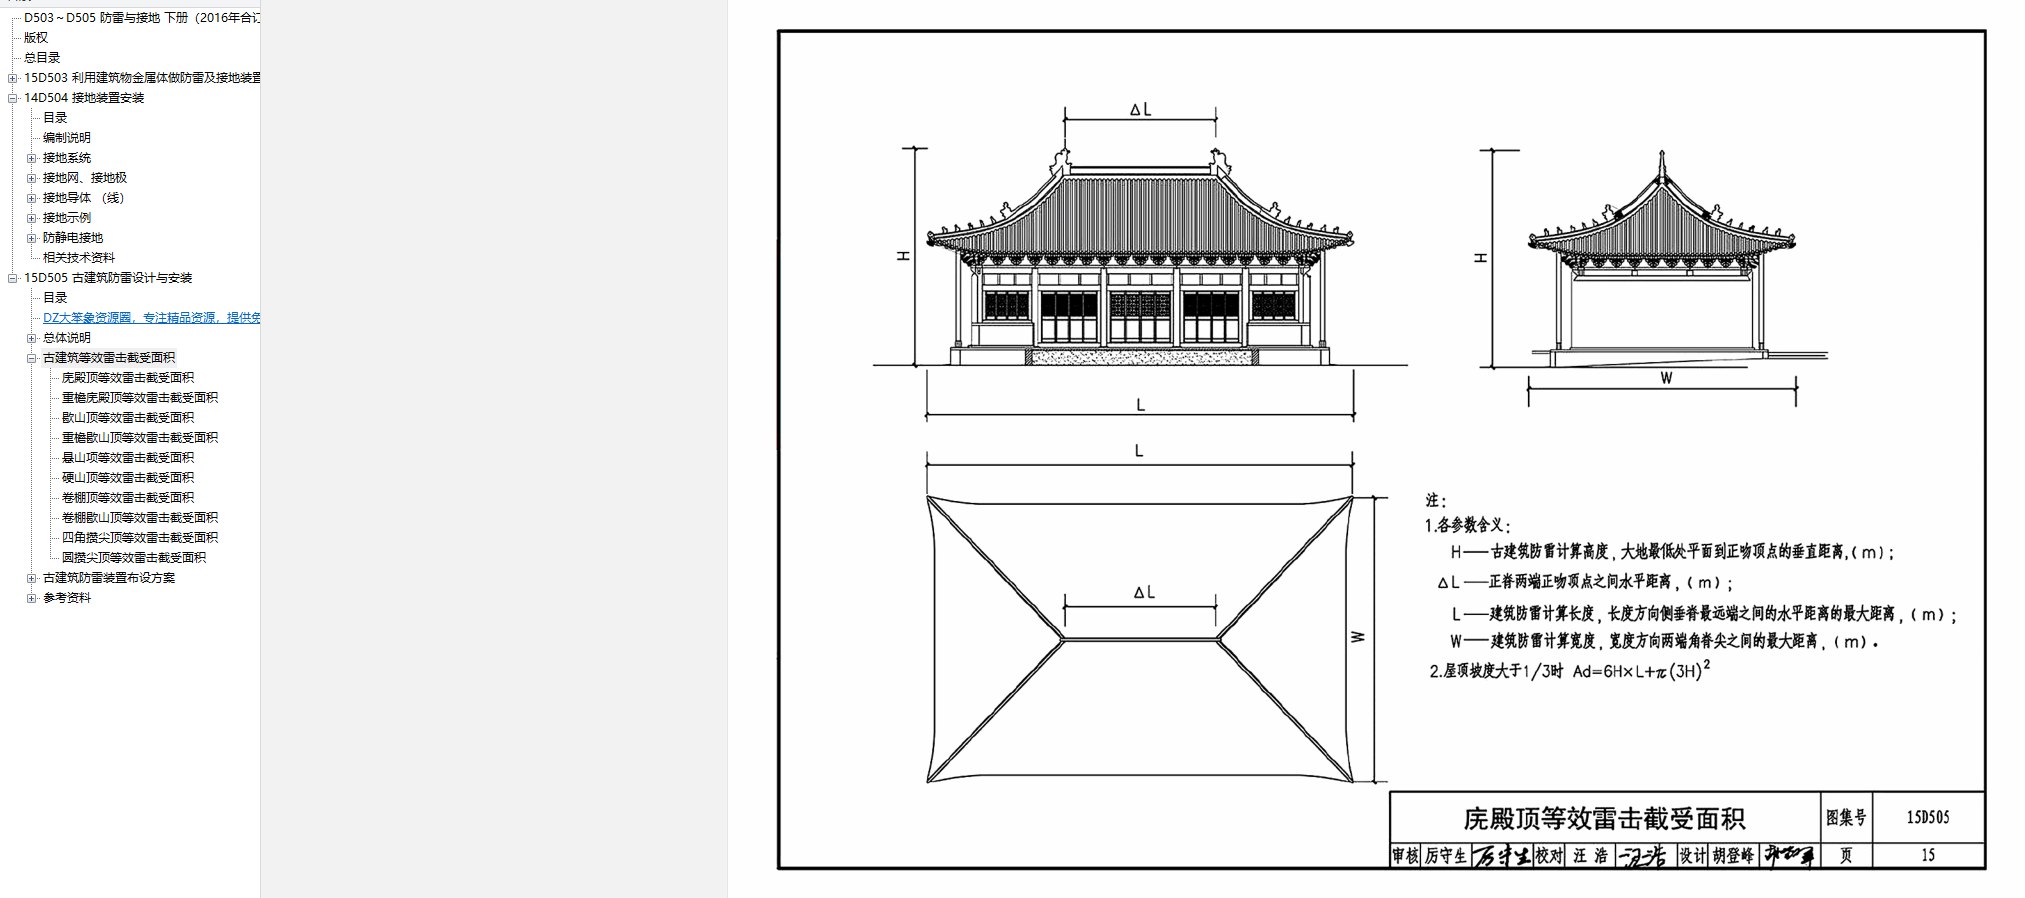 D503～D505 防雷与接地 下册（2016年合订
版权
总目录
15D503 利用建筑物金属体做防雷及接地装置
14D504 接地装置安装
目录
编制说明
接地系统
接地网、接地极
接地导体 （线）
接地示例
防静电接地
相关技术资料
15D505 古建筑防雷设计与安装
目录
DZ大笨象资源圈，专注精品资源，提供免
总体说明
古建筑等效雷击截受面积
庑殿顶等效雷击截受面积
重檐庑殿顶等效雷击截受面积
歇山顶等效雷击截受面积
重檐歇山顶等效雷击截受面积
悬山项等效雷击截受面积
硬山顶等效雷击截受面积
卷棚顶等效雷击截受面积
卷棚歇山顶等效雷击截受面积
四角攒尖顶等效雷击截受面积
圆攒尖顶等效雷击截受面积
古建筑防雷装置布设方案
参考资料
ΔL
H
L
H
W
L
ΔL
W
注：
1.各参数含义：
H——古建筑防雷计算高度，大地最低处平面到正吻顶点的垂直距离，(m)；
ΔL——正脊两端正吻顶点之间水平距离，(m)；
L——建筑防雷计算长度，长度方向侧垂脊最远端之间的水平距离的最大距离，(m)；
W——建筑防雷计算宽度，宽度方向两端角脊尖之间的最大距离，(m)。
2.屋顶坡度大于1/3时 Ad=6H×L+π(3H)²
庑殿顶等效雷击截受面积
图集号 15D505
审核 厉守生 厉守生 校对 汪 浩 汪浩 设计 胡登峰 页 15